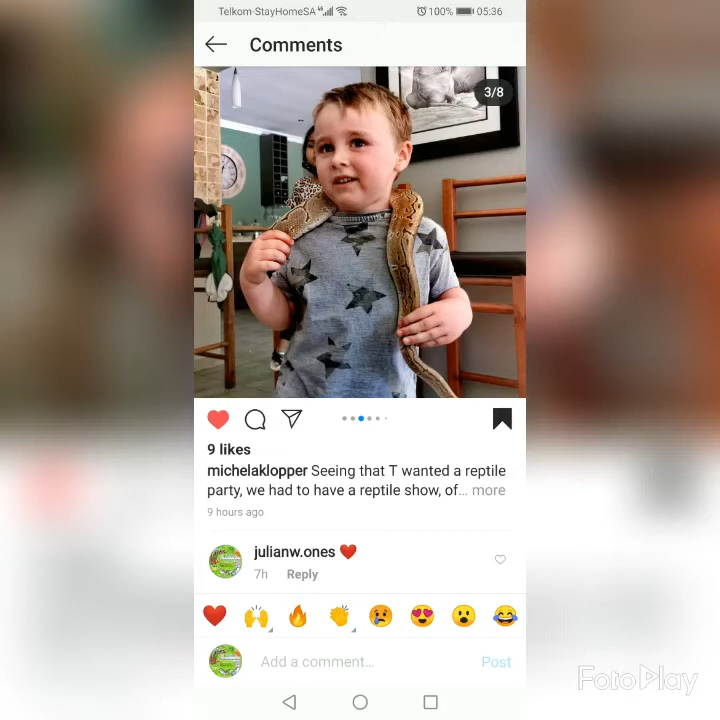 Telkom-StayHomeSA 100% 05:36
Comments
3/8
9 likes
michelaklopper Seeing that T wanted a reptile
party, we had to have a reptile show, of... more
9 hours ago
julianw.ones ❤️
7h Reply
❤️ 🙌 🔥 👏 😢 😍 😮 😂
Add a comment... Post
FotoPlay